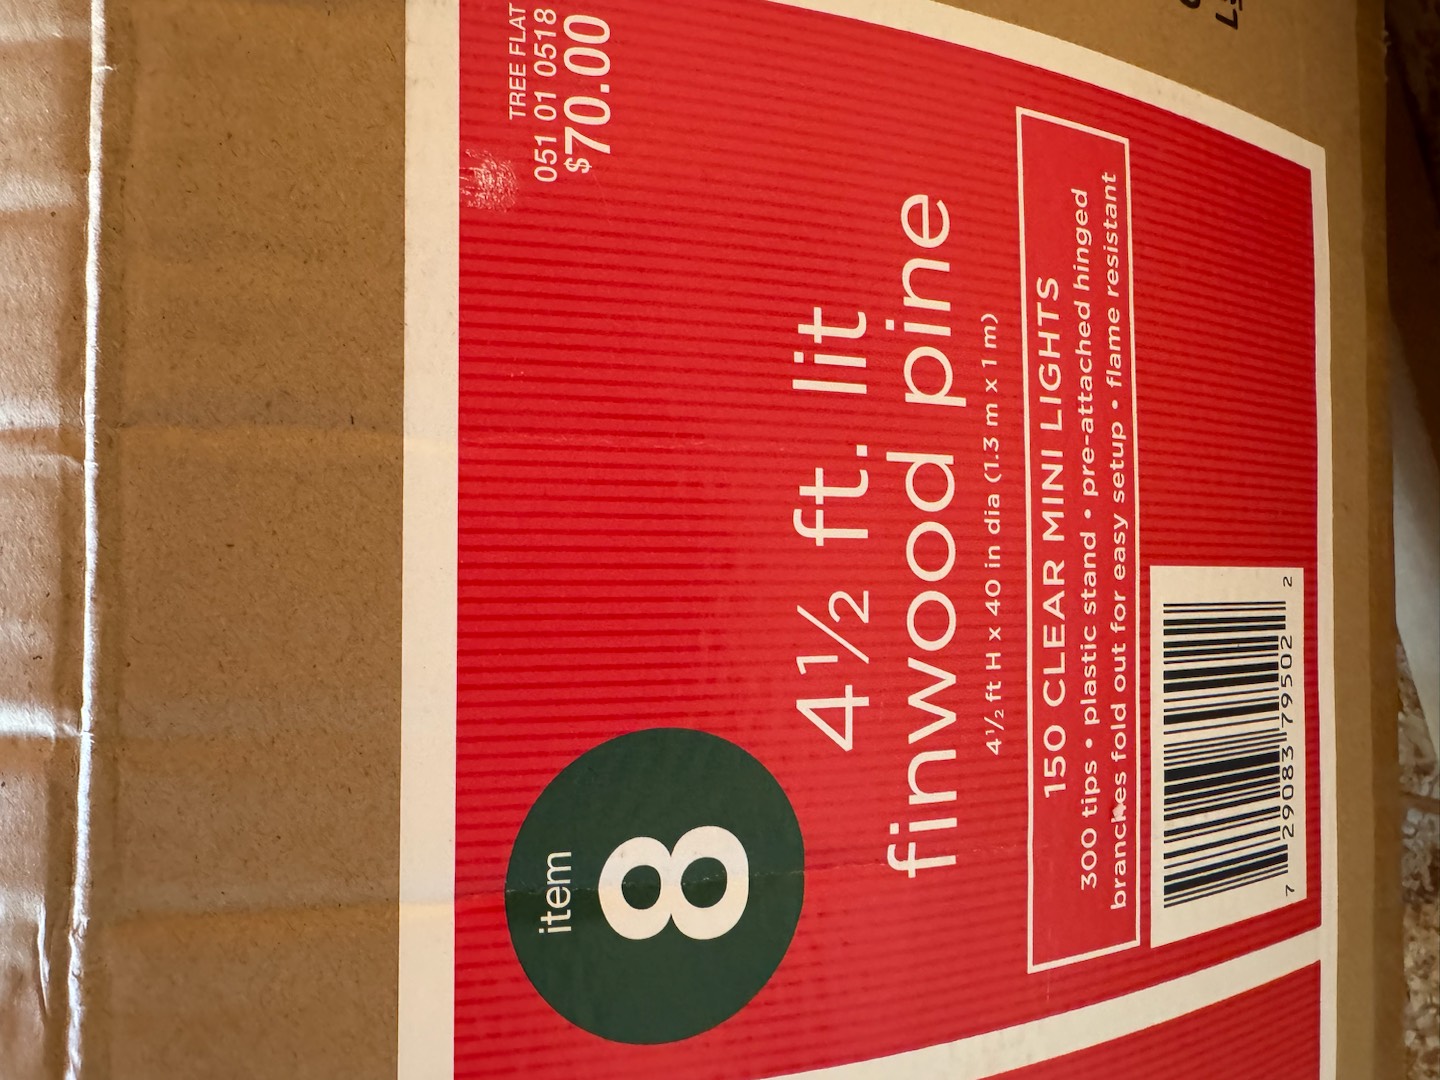 TREE FLAT
051 01 0518
$70.00
item
8
4½ ft. lit
finwood pine
4½ ft H x 40 in dia (1.3 m x 1 m)
150 CLEAR MINI LIGHTS
300 tips • plastic stand • pre-attached hinged
branches fold out for easy setup • flame resistant
7 29083 79502 2